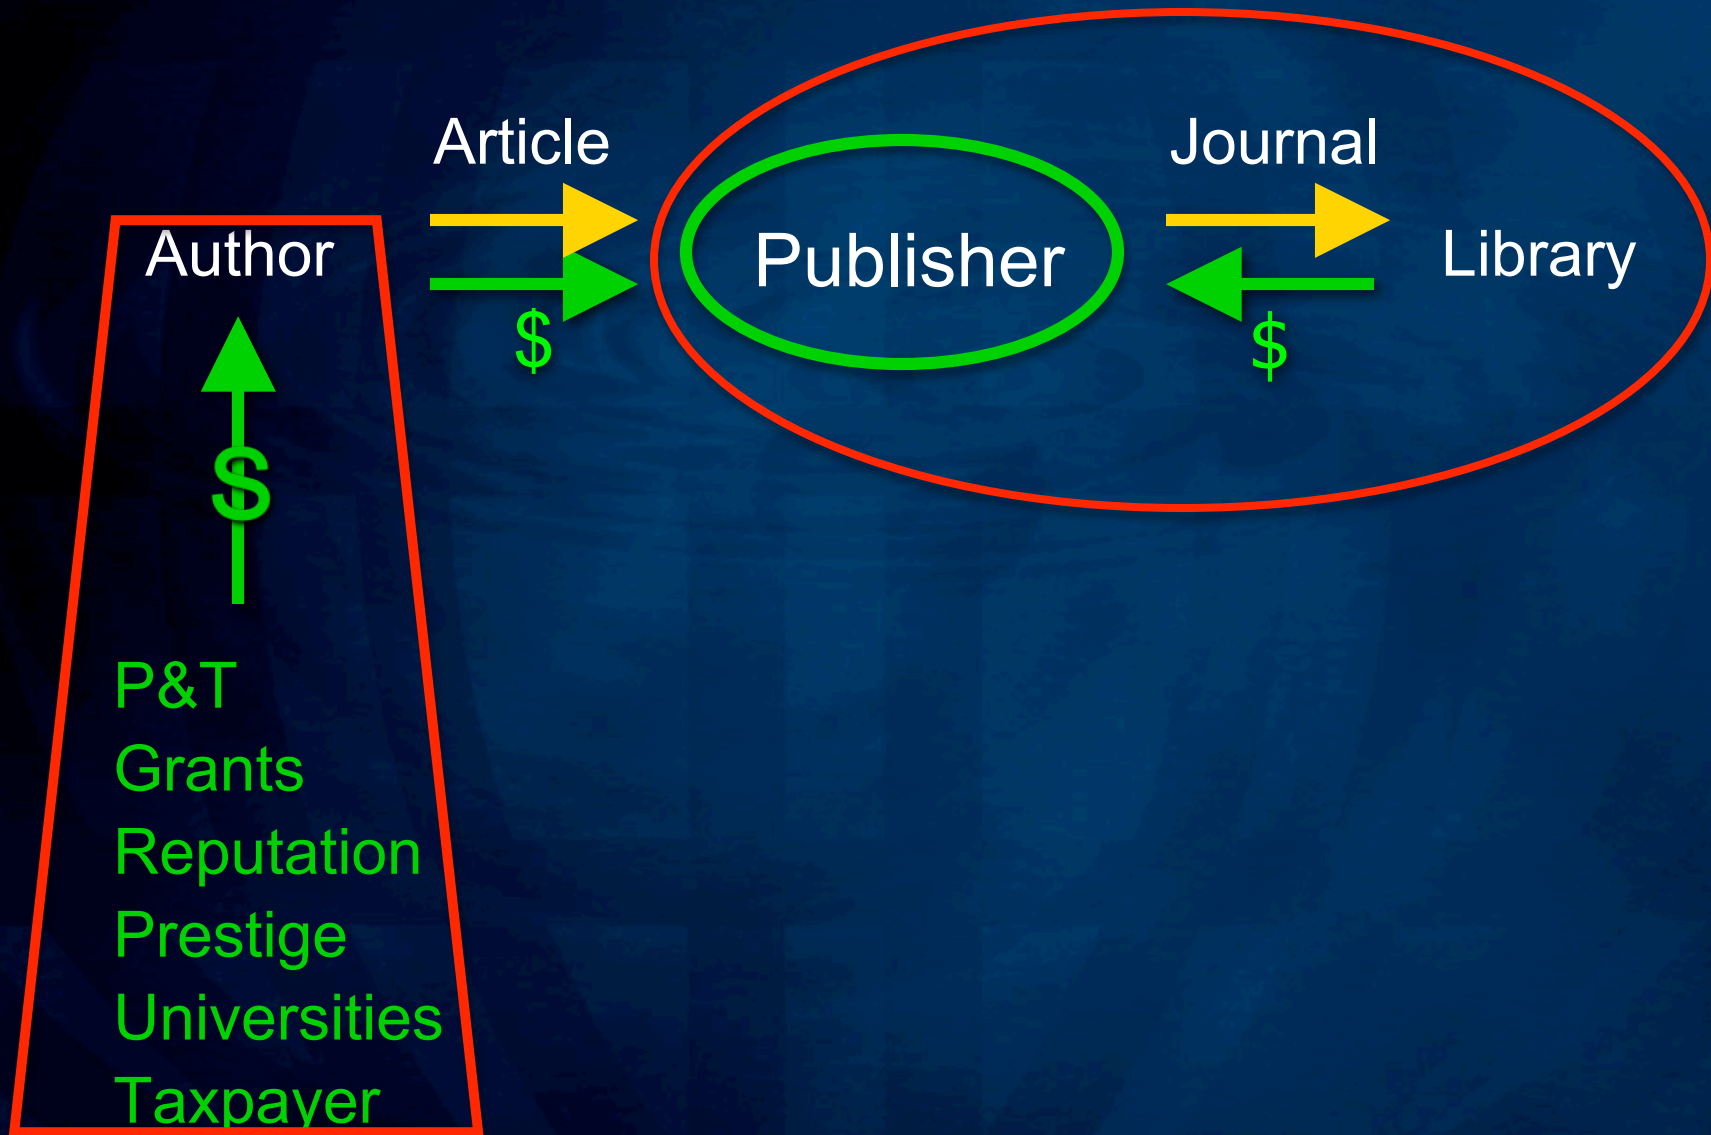 Article
Journal
Author
Publisher
Library
$
$
$
P&T
Grants
Reputation
Prestige
Universities
Taxpayer